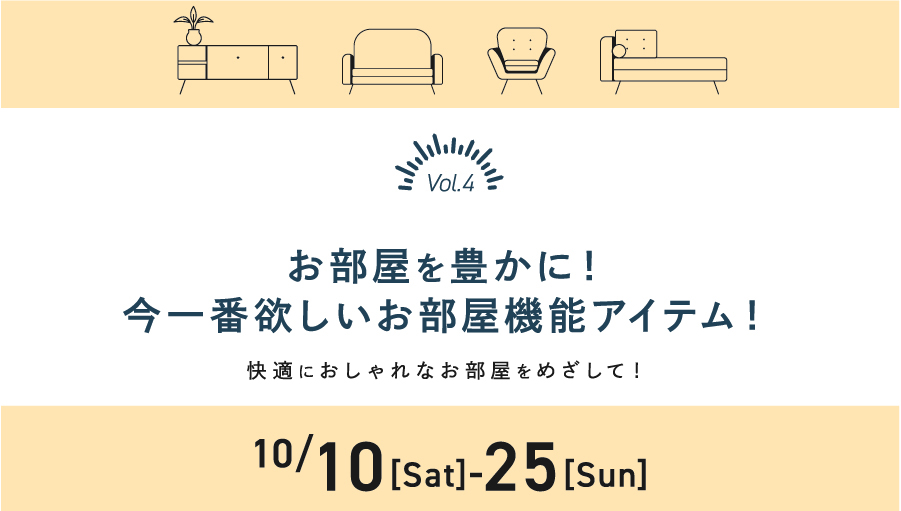 Vol.4
お部屋を豊かに！
今一番欲しいお部屋機能アイテム！
快適におしゃれなお部屋をめざして！
10/10[Sat]-25[Sun]